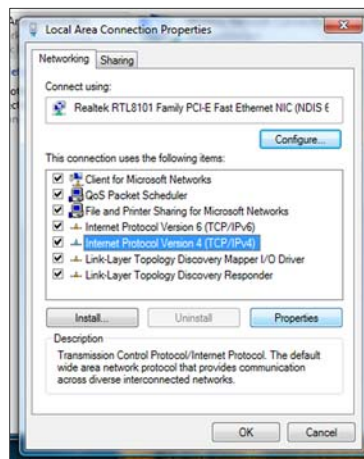 Local Area Connection Properties
Networking
Sharing
Connect using:
Realtek RTL8101 Family PCI-E Fast Ethernet NIC (NDIS 6
Configure...
This connection uses the following items:
Client for Microsoft Networks
QoS Packet Scheduler
File and Printer Sharing for Microsoft Networks
Internet Protocol Version 6 (TCP/IPv6)
Internet Protocol Version 4 (TCP/IPv4)
Link-Layer Topology Discovery Mapper I/O Driver
Link-Layer Topology Discovery Responder
Install...
Uninstall
Properties
Description
Transmission Control Protocol/Internet Protocol. The default
wide area network protocol that provides communication
across diverse interconnected networks.
OK
Cancel